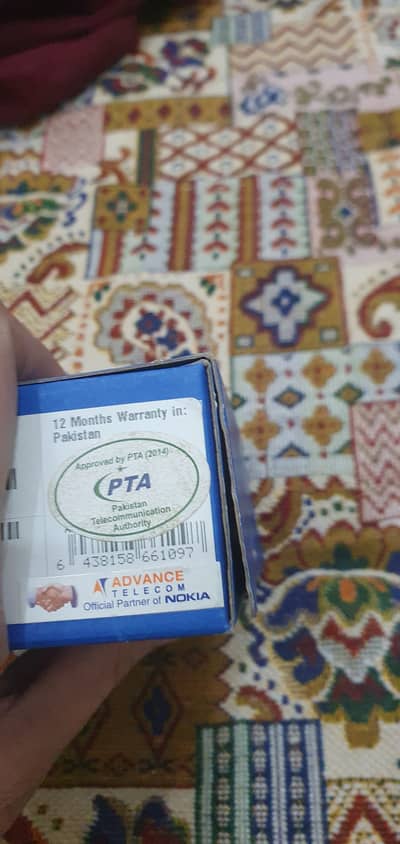 12 Months Warranty in:
Pakistan
Approved by PTA (2014)
PTA
Pakistan
Telecommunication
Authority
6 438158 661097
ADVANCE
TELECOM
Official Partner of NOKIA